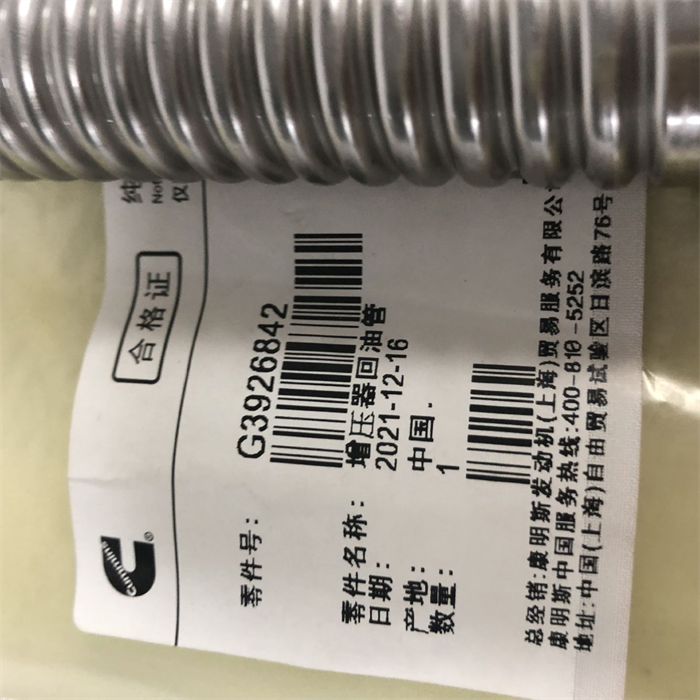 纯
Not
仅
合格证
零件号: G3926842
零件名称: 增压器回油管
日期: 2021-12-16
产地: 中国.
数量: 1
总经销:康明斯发动机(上海)贸易服务有限公
康明斯中国服务热线:400-810-5252
地址:中国(上海)自由贸易试验区日滨路76号